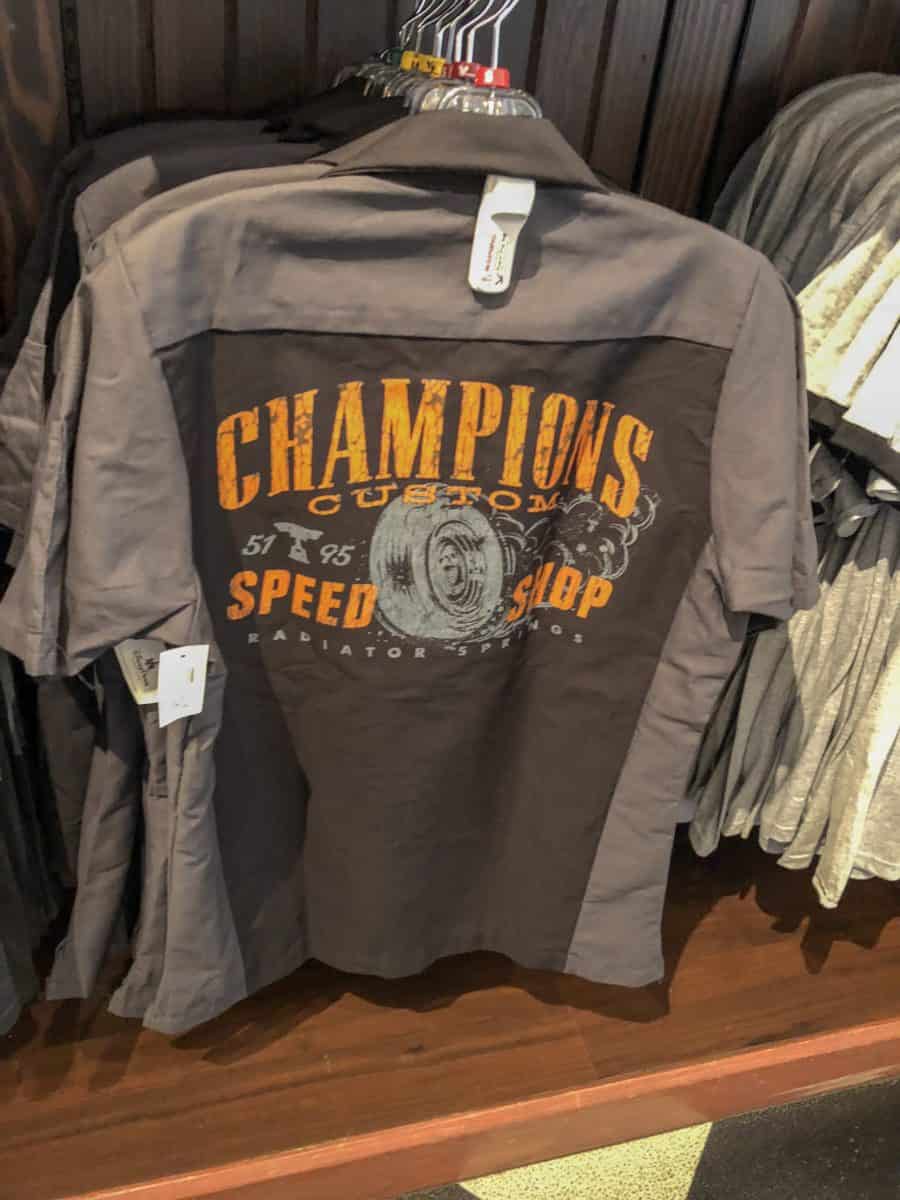 CHAMPIONS
CUSTOM
51 95
SPEED SHOP
RADIATOR SPRINGS